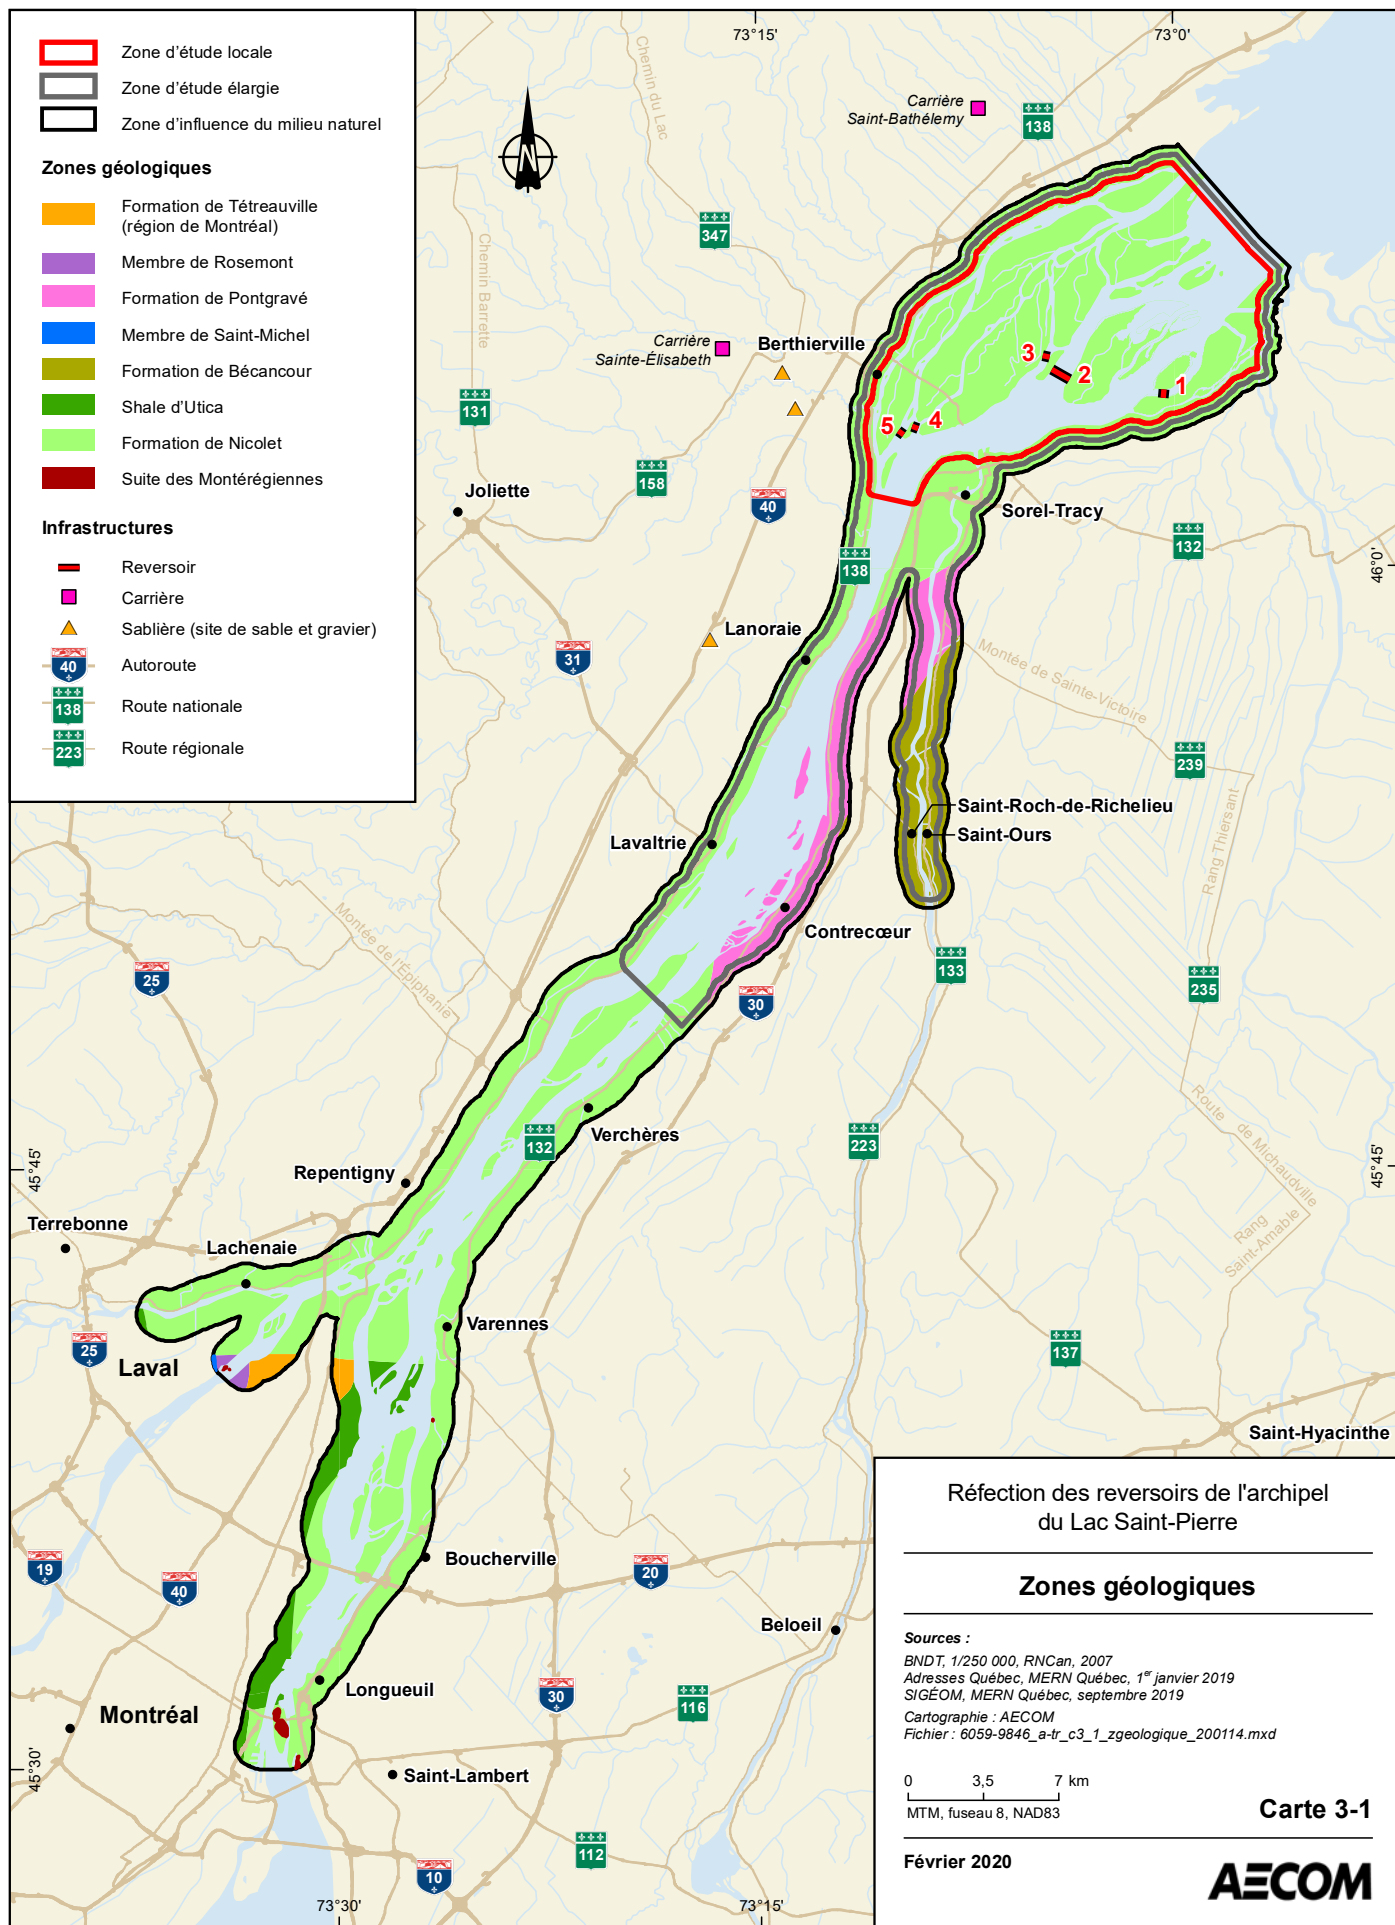 Zone d'étude locale
Zone d'étude élargie
Zone d'influence du milieu naturel
Zones géologiques
Formation de Tétreauville
(région de Montréal)
Membre de Rosemont
Formation de Pontgravé
Membre de Saint-Michel
Formation de Bécancour
Shale d'Utica
Formation de Nicolet
Suite des Montérégiennes
Infrastructures
Reversoir
Carrière
Sablière (site de sable et gravier)
40
Autoroute
138
Route nationale
223
Route régionale
73°15'
73°0'
N
Chemin du Lac
Carrière
Saint-Bathélemy
138
347
Chemin Barrette
Carrière
Sainte-Élisabeth
Berthierville
3
2
1
131
5
4
158
Joliette
40
Sorel-Tracy
132
138
46°0'
Lanoraie
31
Montée de Sainte-Victoire
239
Rang Thiersant
Saint-Roch-de-Richelieu
Saint-Ours
Lavaltrie
Montée de l'Épiphanie
Contrecœur
25
133
235
30
Route de Michaudville
Verchères
132
223
45°45'
45°45'
Repentigny
Terrebonne
Lachenaie
Rang
Saint-Amable
Varennes
25
Laval
137
Saint-Hyacinthe
19
40
Boucherville
20
Beloeil
Longueuil
30
116
Montréal
45°30'
Saint-Lambert
112
10
73°30'
73°15'
Réfection des reversoirs de l'archipel
du Lac Saint-Pierre
Zones géologiques
Sources :
BNDT, 1/250 000, RNCan, 2007
Adresses Québec, MERN Québec, 1er janvier 2019
SIGÉOM, MERN Québec, septembre 2019
Cartographie : AECOM
Fichier : 6059-9846_a-tr_c3_1_zgeologique_200114.mxd
0 3,5 7 km
MTM, fuseau 8, NAD83
Carte 3-1
Février 2020
AECOM